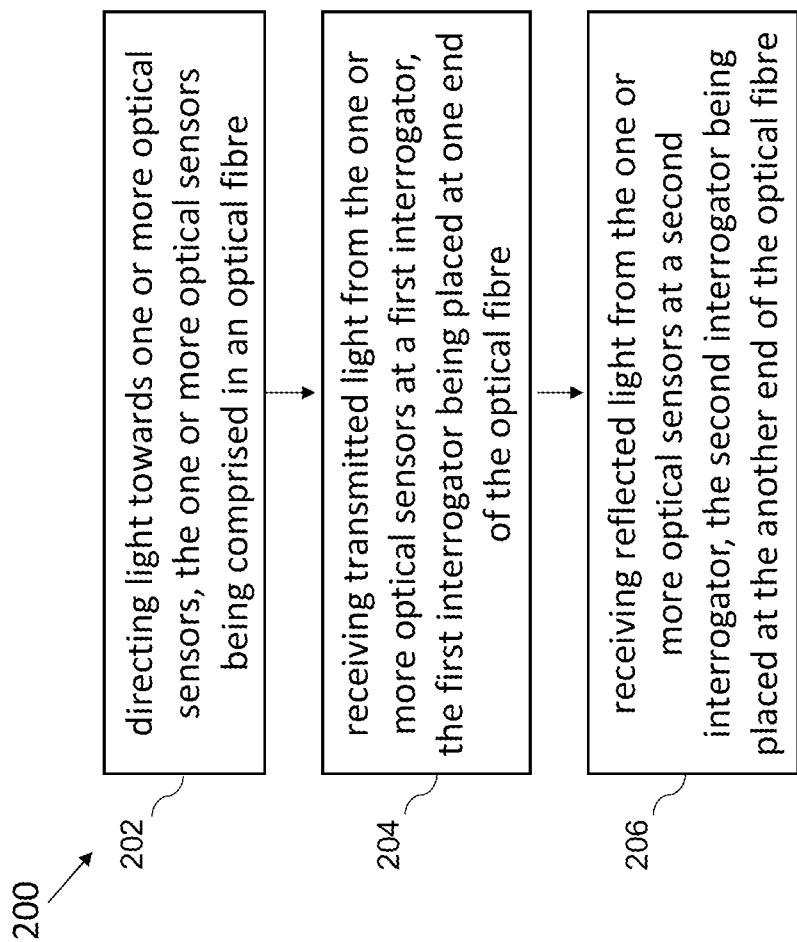 200
202
directing light towards one or more optical
sensors, the one or more optical sensors
being comprised in an optical fibre
204
receiving transmitted light from the one or
more optical sensors at a first interrogator,
the first interrogator being placed at one end
of the optical fibre
206
receiving reflected light from the one or
more optical sensors at a second
interrogator, the second interrogator being
placed at the another end of the optical fibre